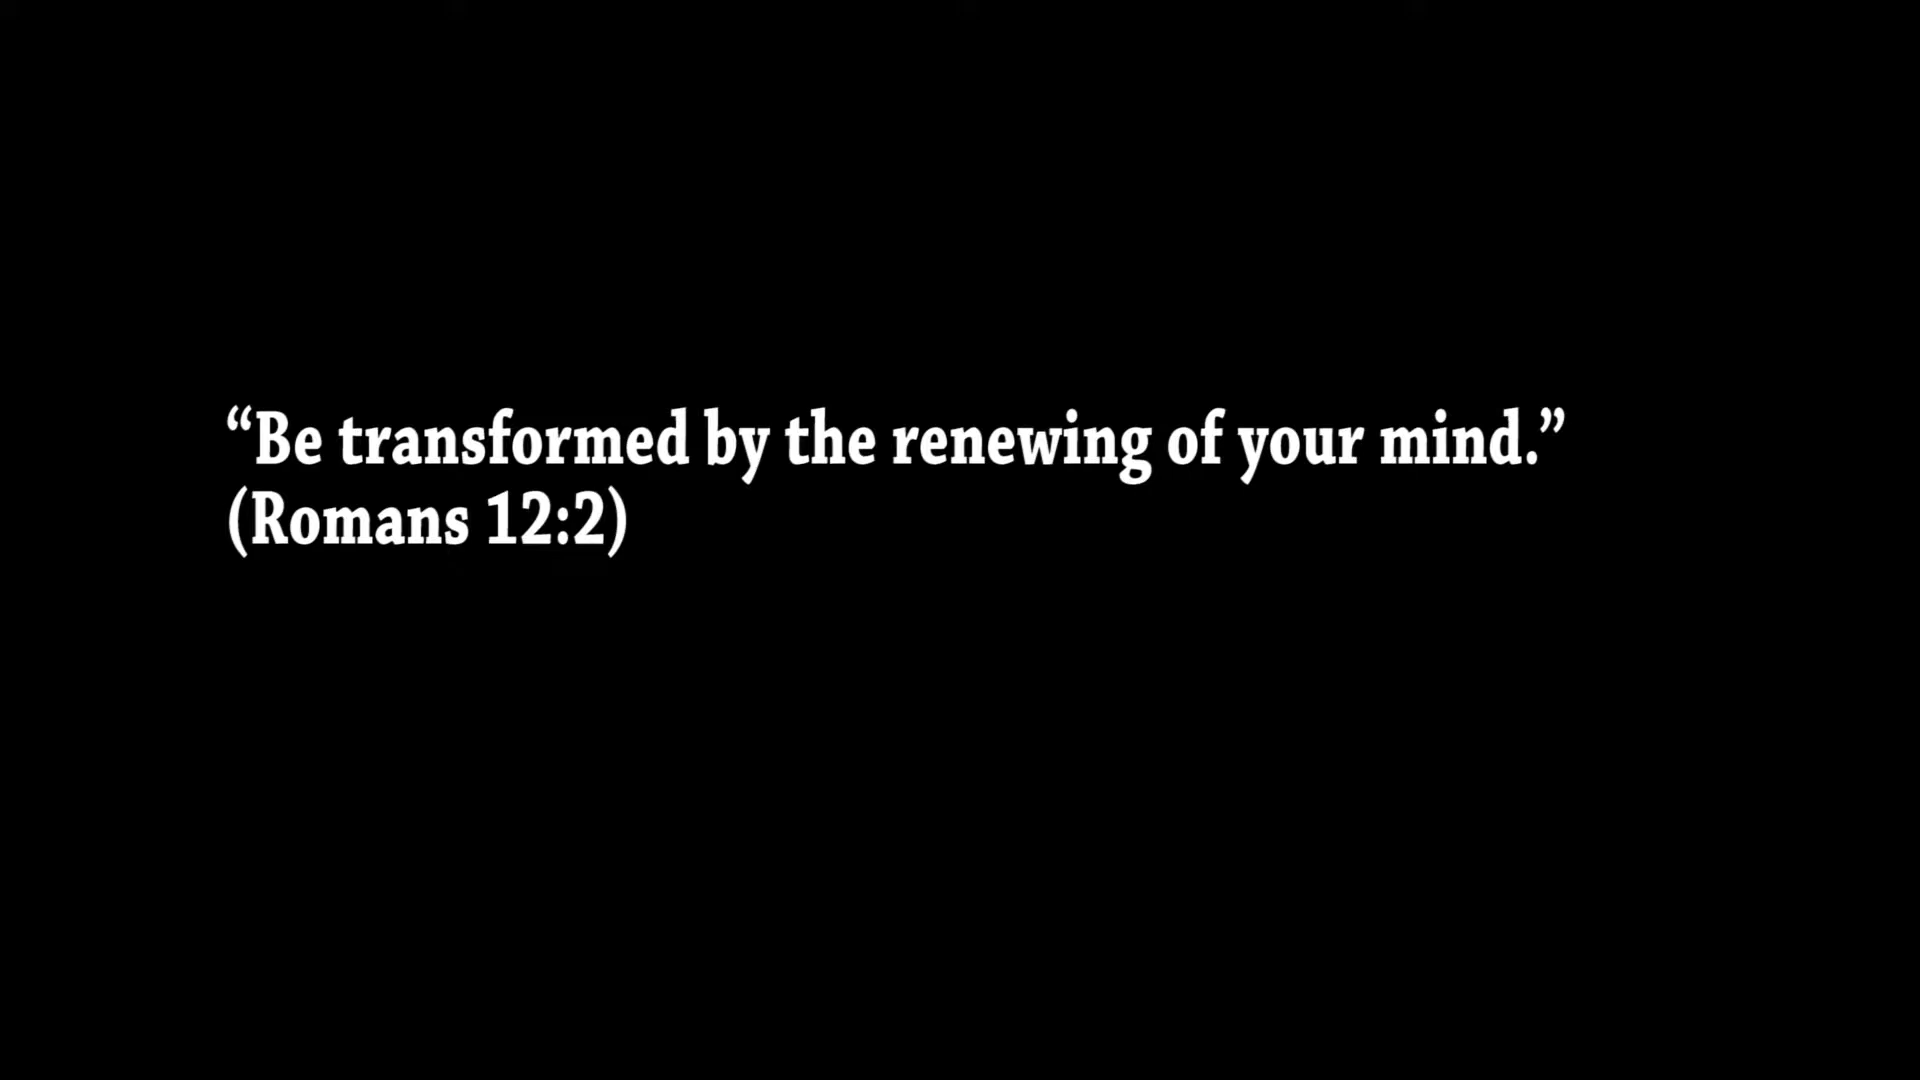 “Be transformed by the renewing of your mind.”
(Romans 12:2)